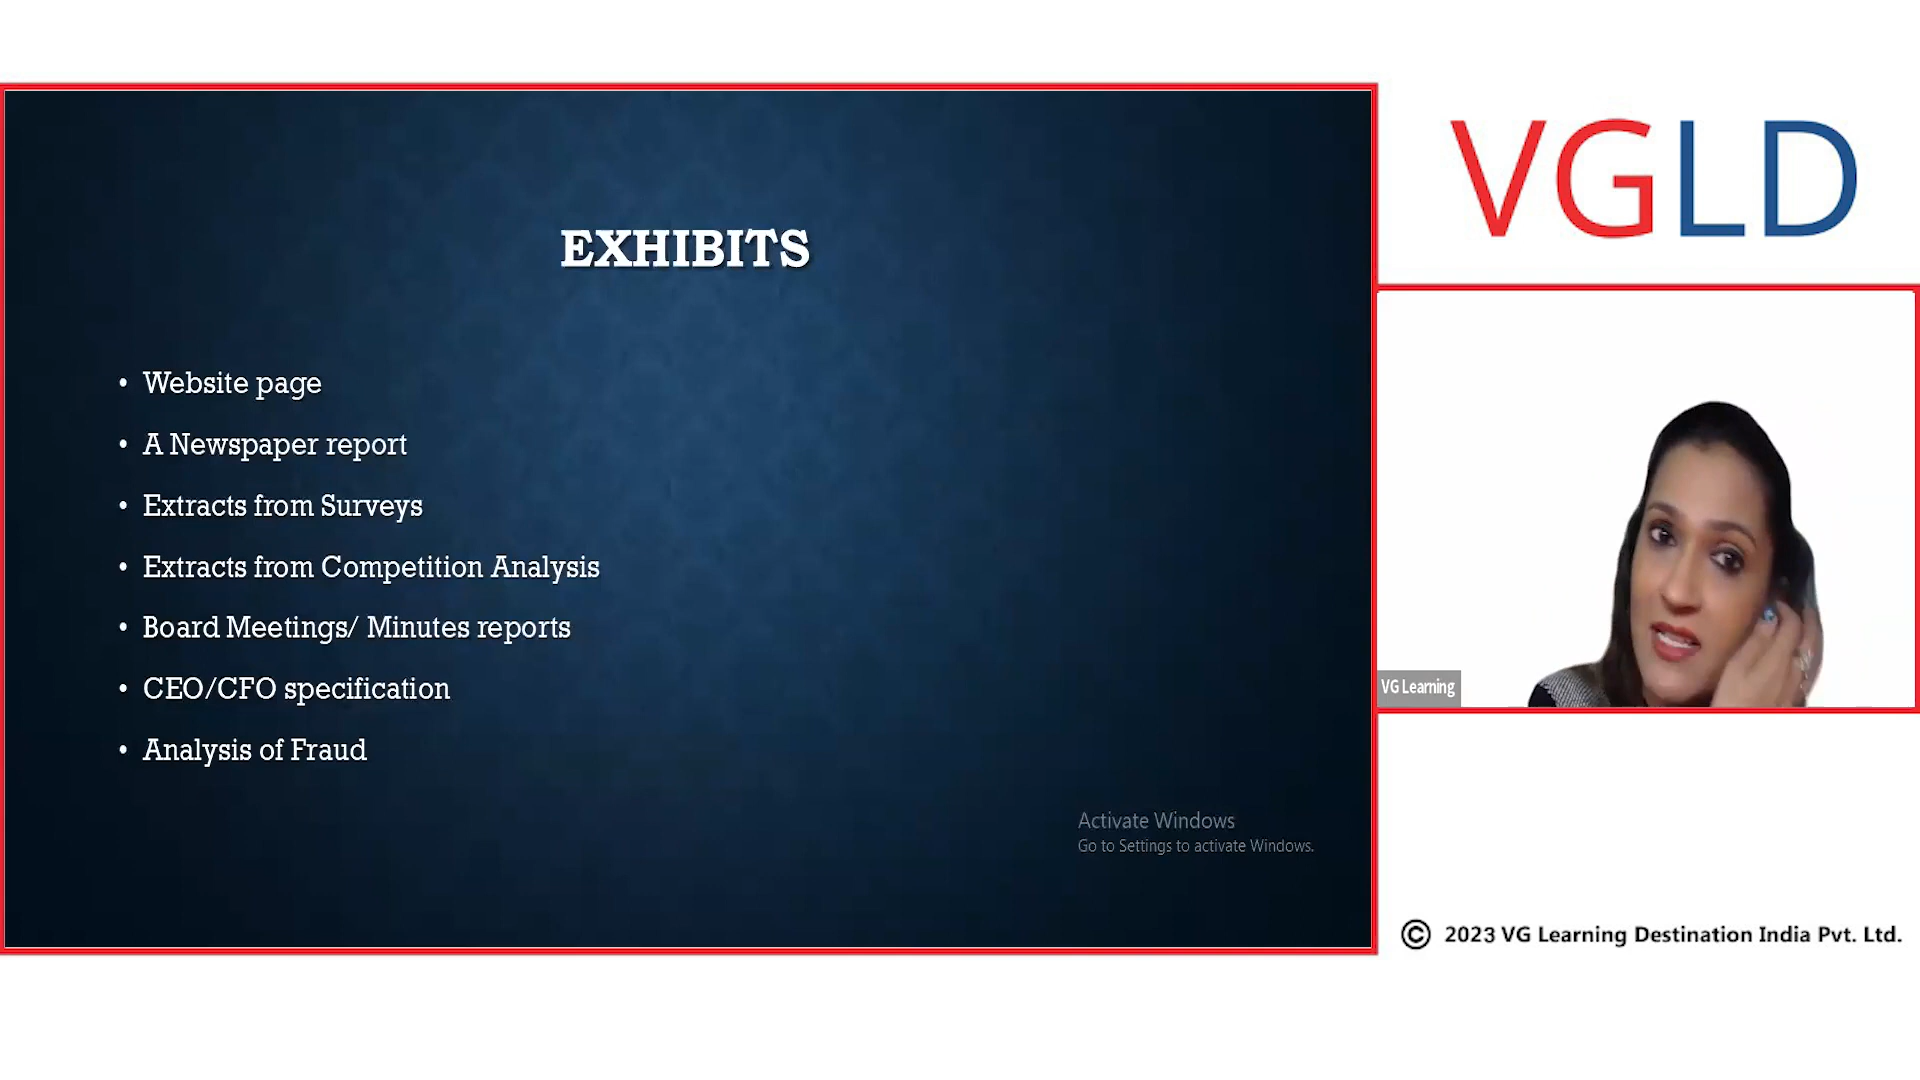 EXHIBITS
• Website page
• A Newspaper report
• Extracts from Surveys
• Extracts from Competition Analysis
• Board Meetings/ Minutes reports
• CEO/CFO specification
• Analysis of Fraud
Activate Windows
Go to Settings to activate Windows.
VGLD
VG Learning
© 2023 VG Learning Destination India Pvt. Ltd.